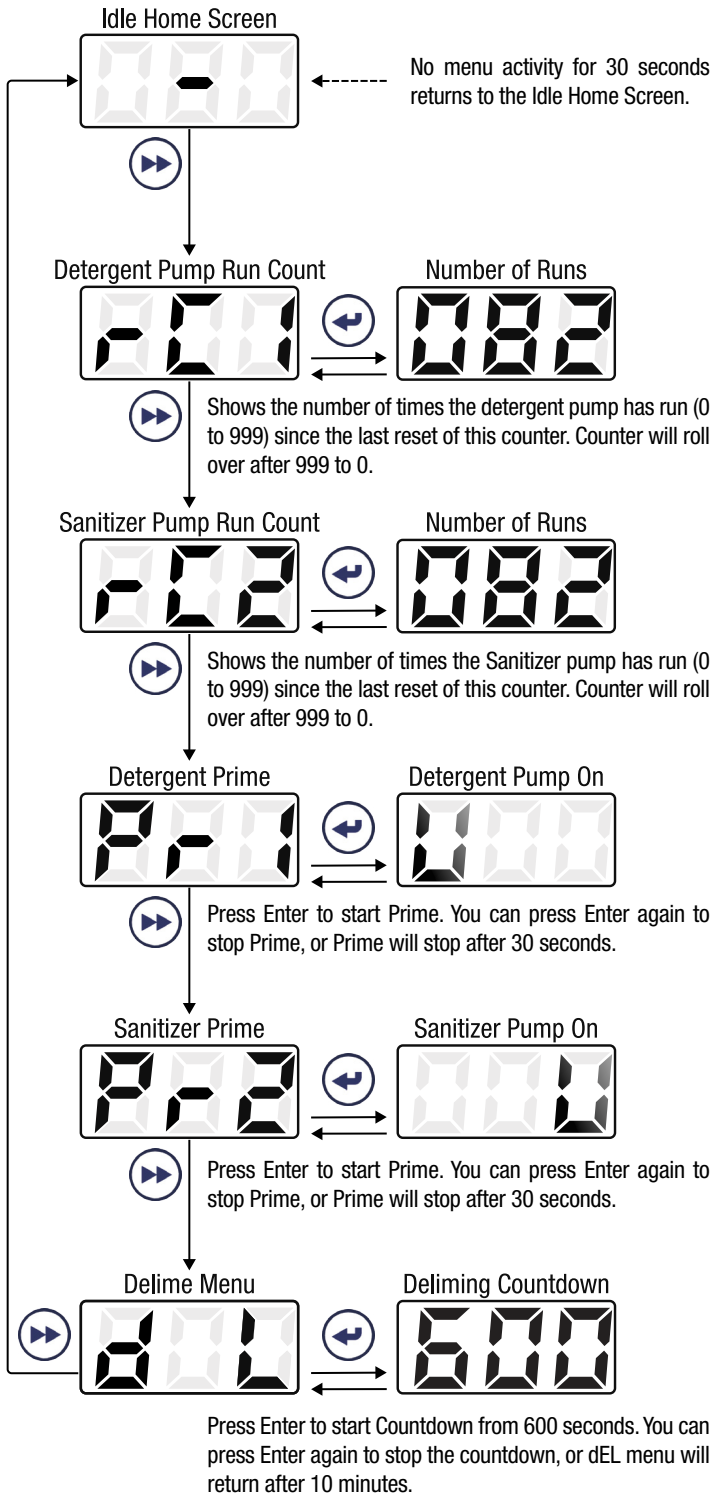 Idle Home Screen
-
No menu activity for 30 seconds
returns to the Idle Home Screen.
Detergent Pump Run Count
Number of Runs
rC1
082
Shows the number of times the detergent pump has run (0
to 999) since the last reset of this counter. Counter will roll
over after 999 to 0.
Sanitizer Pump Run Count
Number of Runs
rC2
082
Shows the number of times the Sanitizer pump has run (0
to 999) since the last reset of this counter. Counter will roll
over after 999 to 0.
Detergent Prime
Detergent Pump On
Pr1
Press Enter to start Prime. You can press Enter again to
stop Prime, or Prime will stop after 30 seconds.
Sanitizer Prime
Sanitizer Pump On
Pr2
Press Enter to start Prime. You can press Enter again to
stop Prime, or Prime will stop after 30 seconds.
Delime Menu
Deliming Countdown
d L
600
Press Enter to start Countdown from 600 seconds. You can
press Enter again to stop the countdown, or dEL menu will
return after 10 minutes.